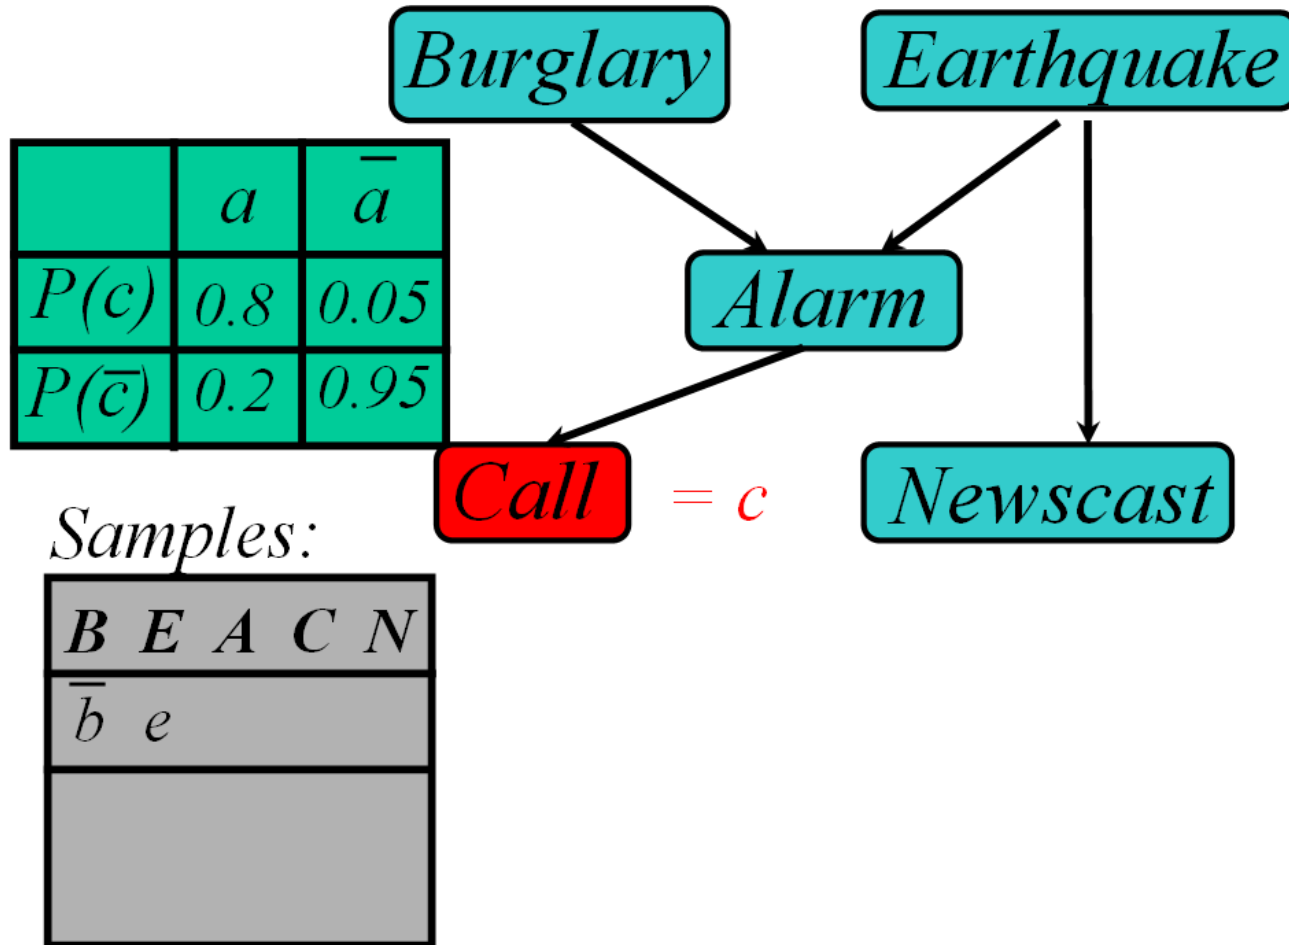 Burglary
Earthquake
a a̅
P(c) 0.8 0.05
P(c̅) 0.2 0.95
Alarm
Call = c
Newscast
Samples:
B E A C N
b̅ e